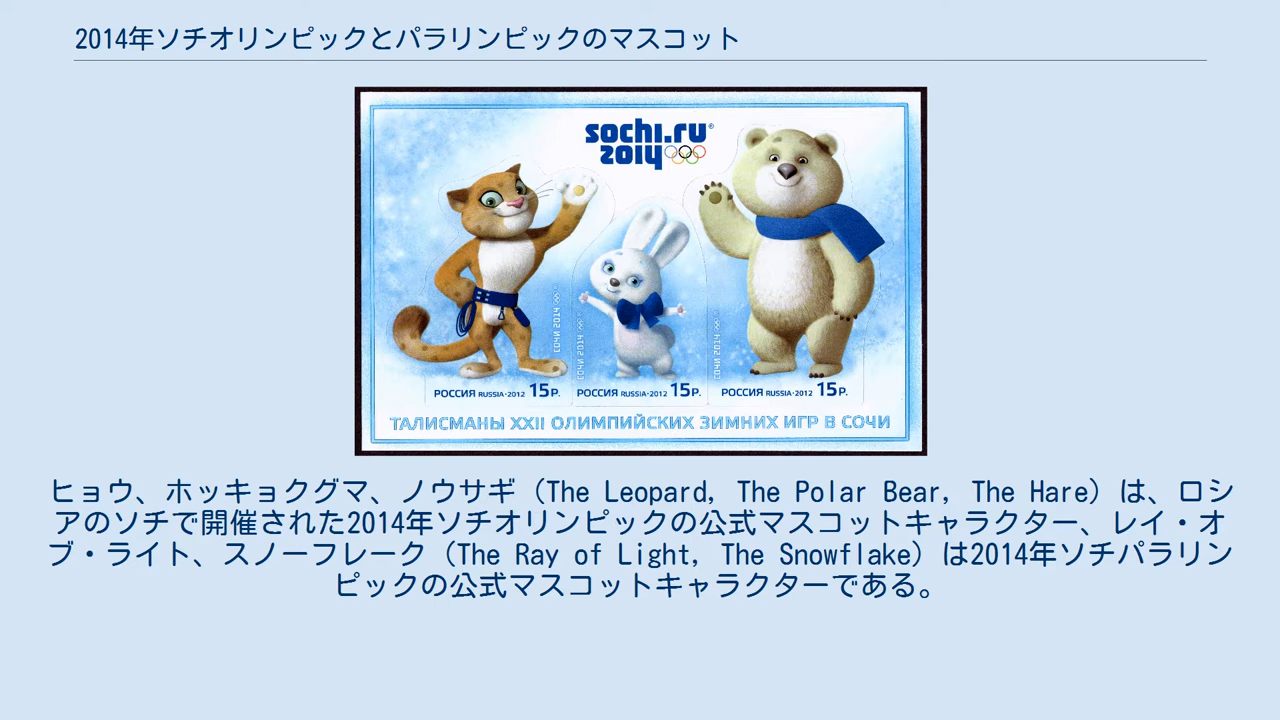 2014年ソチオリンピックとパラリンピックのマスコット
sochi.ru®
2014
СОЧИ 2014
СОЧИ 2014
СОЧИ 2014
РОССИЯ RUSSIA·2012 15Р.
РОССИЯ RUSSIA·2012 15Р.
РОССИЯ RUSSIA·2012 15Р.
ТАЛИСМАНЫ XXII ОЛИМПИЙСКИХ ЗИМНИХ ИГР В СОЧИ
ヒョウ、ホッキョクグマ、ノウサギ（The Leopard, The Polar Bear, The Hare）は、ロシ
アのソチで開催された2014年ソチオリンピックの公式マスコットキャラクター、レイ・オ
ブ・ライト、スノーフレーク（The Ray of Light, The Snowflake）は2014年ソチパラリン
ピックの公式マスコットキャラクターである。